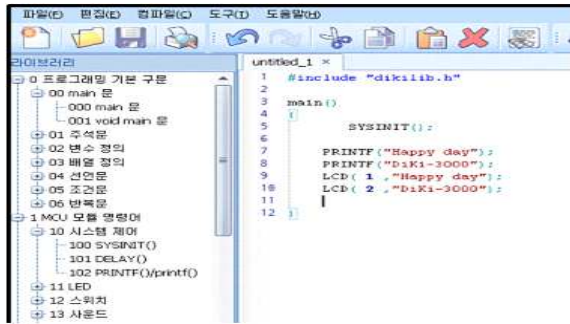 파일(F) 편집(E) 컴파일(C) 도구(T) 도움말(H)
라이브러리
0 프로그래밍 기본 구문
00 main 문
000 main 문
001 void main 문
01 주석문
02 변수 정의
03 배열 정의
04 선언문
05 조건문
06 반복문
1 MCU 모듈 명령어
10 시스템 제어
100 SYSINIT()
101 DELAY()
102 PRINTF()/printf()
11 LED
12 스위치
13 사운드
untitled_1 ×
1 #include "dikilib.h"
2
3 main()
4 {
5 SYSINIT();
6
7 PRINTF("Happy day");
8 PRINTF("DiKi-3000");
9 LCD( 1 ,"Happy day");
10 LCD( 2 ,"DiKi-3000");
11
12 }